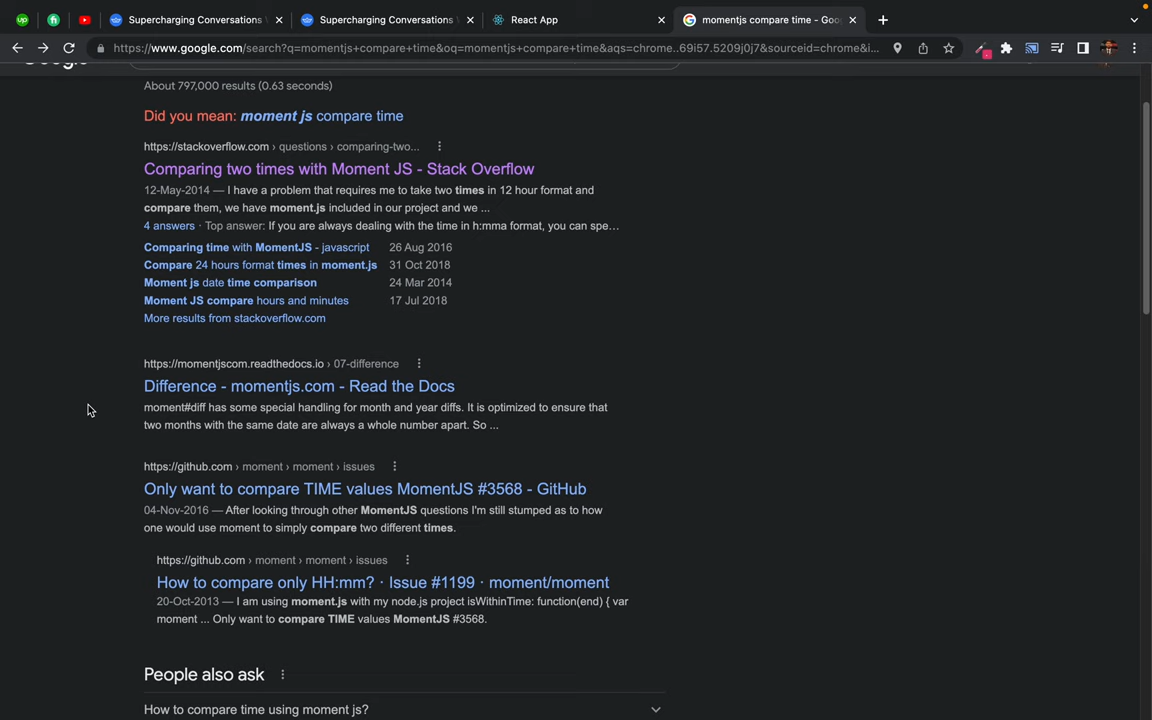 Supercharging Conversations
Supercharging Conversations
React App
momentjs compare time - Goo
https://www.google.com/search?q=momentjs+compare+time&oq=momentjs+compare+time&aqs=chrome..69i57.5209j0j7&sourceid=chrome&i...
About 797,000 results (0.63 seconds)
Did you mean: moment js compare time
https://stackoverflow.com › questions › comparing-two...
Comparing two times with Moment JS - Stack Overflow
12-May-2014 — I have a problem that requires me to take two times in 12 hour format and
compare them, we have moment.js included in our project and we ...
4 answers · Top answer: If you are always dealing with the time in h:mma format, you can spe...
Comparing time with MomentJS - javascript 26 Aug 2016
Compare 24 hours format times in moment.js 31 Oct 2018
Moment js date time comparison 24 Mar 2014
Moment JS compare hours and minutes 17 Jul 2018
More results from stackoverflow.com
https://momentjscom.readthedocs.io › 07-difference
Difference - momentjs.com - Read the Docs
moment#diff has some special handling for month and year diffs. It is optimized to ensure that
two months with the same date are always a whole number apart. So ...
https://github.com › moment › moment › issues
Only want to compare TIME values MomentJS #3568 - GitHub
04-Nov-2016 — After looking through other MomentJS questions I'm still stumped as to how
one would use moment to simply compare two different times.
https://github.com › moment › moment › issues
How to compare only HH:mm? · Issue #1199 · moment/moment
20-Oct-2013 — I am using moment.js with my node.js project isWithinTime: function(end) { var
moment ... Only want to compare TIME values MomentJS #3568.
People also ask
How to compare time using moment js?